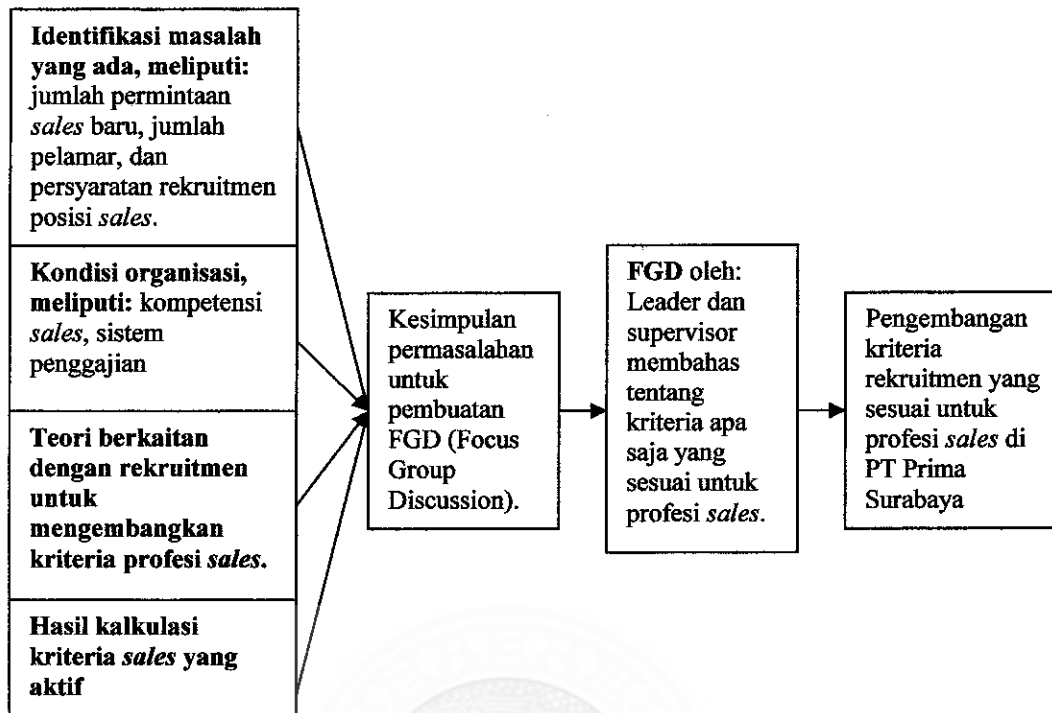 Identifikasi masalah
yang ada, meliputi:
jumlah permintaan
sales baru, jumlah
pelamar, dan
persyaratan rekruitmen
posisi sales.
Kondisi organisasi,
meliputi: kompetensi
sales, sistem
penggajian
Teori berkaitan
dengan rekruitmen
untuk
mengembangkan
kriteria profesi sales.
Hasil kalkulasi
kriteria sales yang
aktif
Kesimpulan
permasalahan
untuk
pembuatan
FGD (Focus
Group
Discussion).
FGD oleh:
Leader dan
supervisor
membahas
tentang
kriteria apa
saja yang
sesuai untuk
profesi sales.
Pengembangan
kriteria
rekruitmen yang
sesuai untuk
profesi sales di
PT Prima
Surabaya